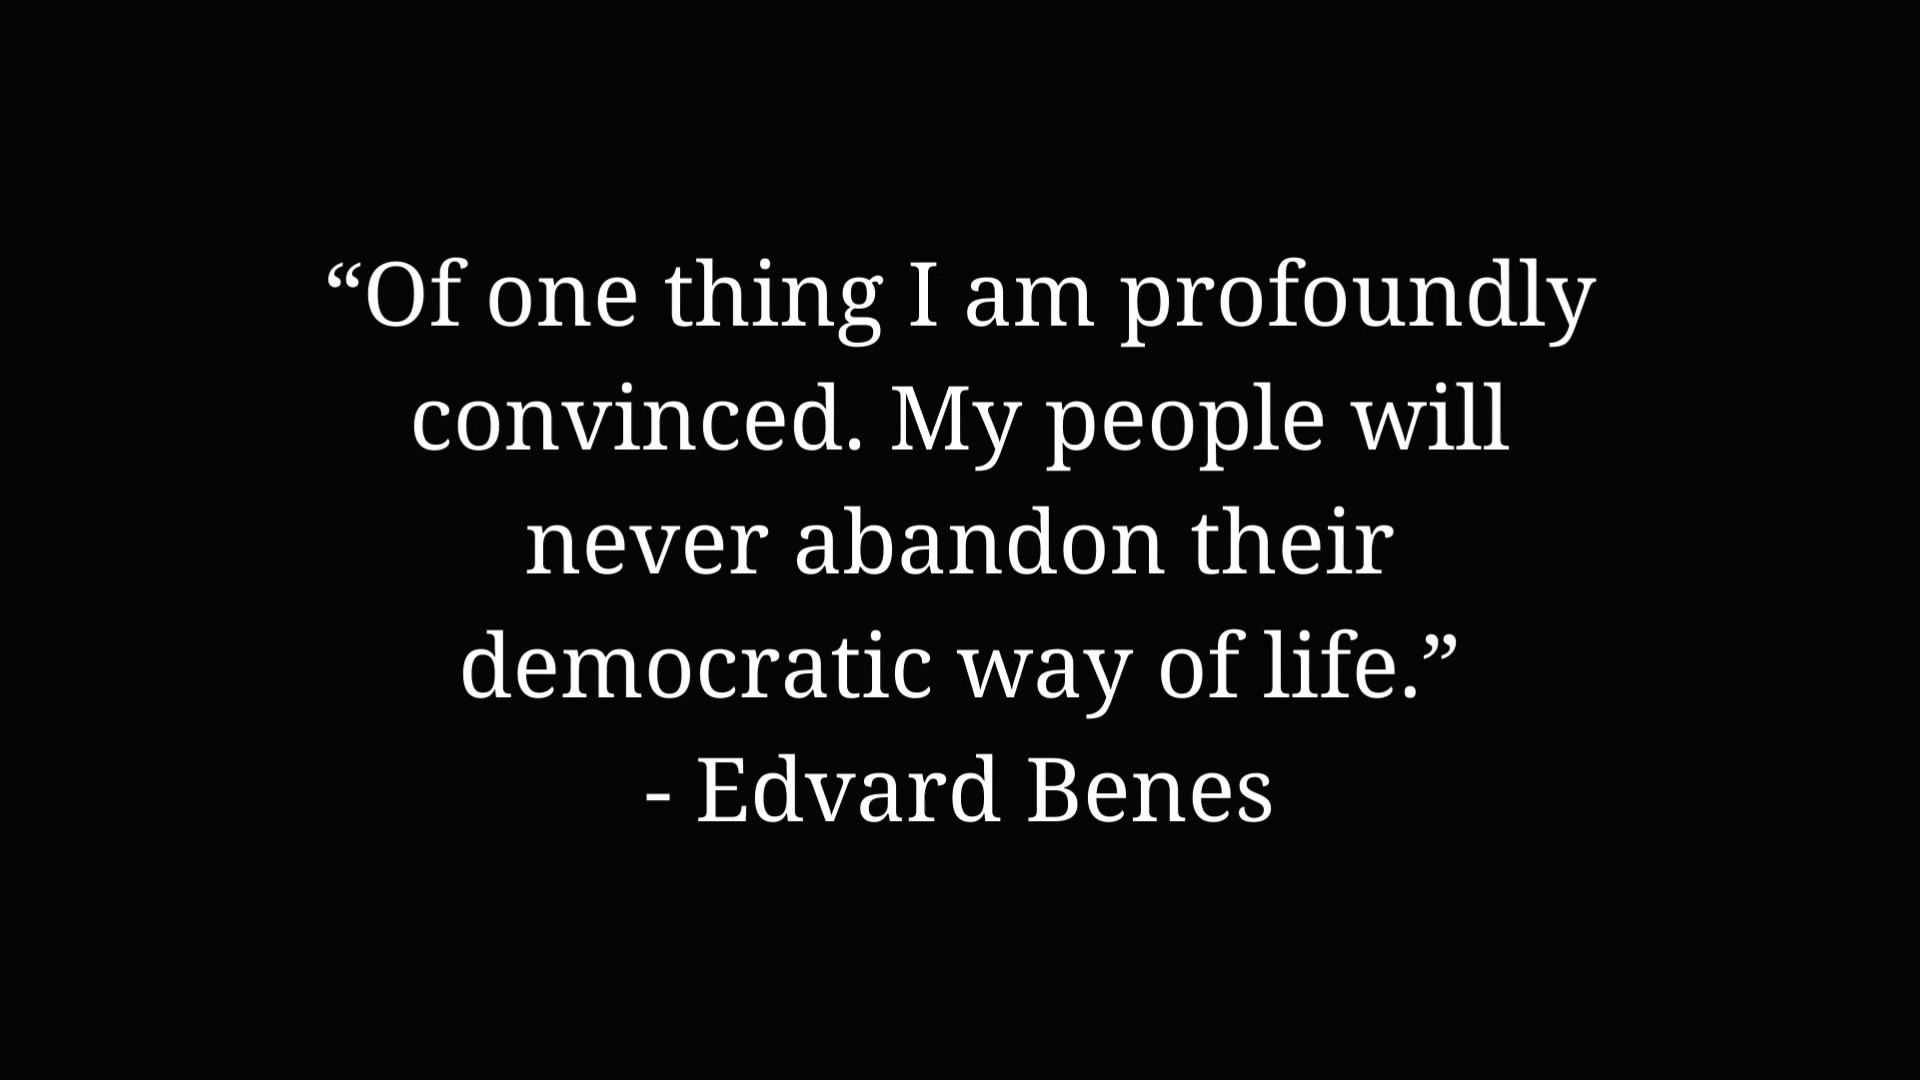 “Of one thing I am profoundly
convinced. My people will
never abandon their
democratic way of life.”
- Edvard Benes